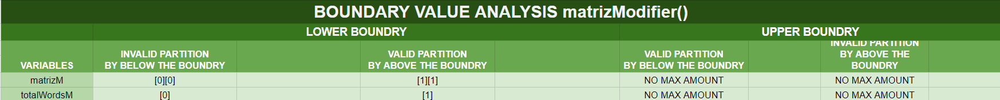 BOUNDARY VALUE ANALYSIS matrizModifier()
LOWER BOUNDRY UPPER BOUNDRY
VARIABLES
INVALID PARTITION
BY BELOW THE BOUNDRY
VALID PARTITION
BY ABOVE THE BOUNDRY
VALID PARTITION
BY BELOW THE BOUNDRY
INVALID PARTITION
BY ABOVE THE
BOUNDRY
matrizM [0][0] [1][1] NO MAX AMOUNT NO MAX AMOUNT
totalWordsM [0] [1] NO MAX AMOUNT NO MAX AMOUNT